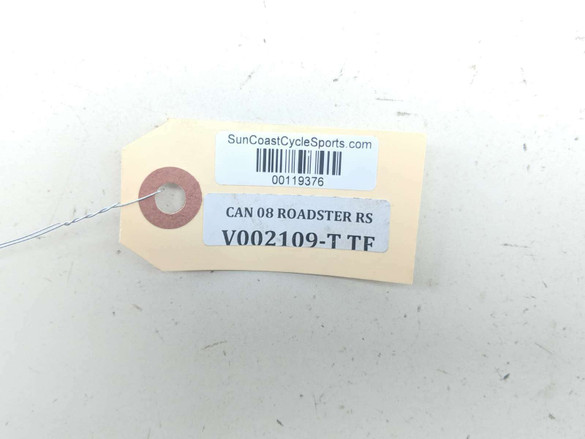 SunCoastCycleSports.com
00119376
CAN 08 ROADSTER RS
V002109-T TF